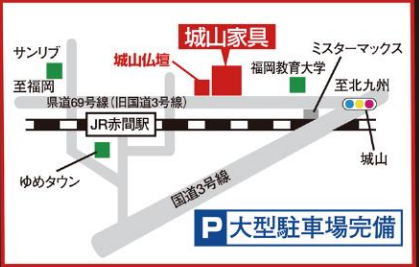 城山家具
ミスターマックス
サンリブ
城山仏壇
福岡教育大学
至福岡
至北九州
県道69号線(旧国道3号線)
JR赤間駅
城山
ゆめタウン
国道3号線
P 大型駐車場完備